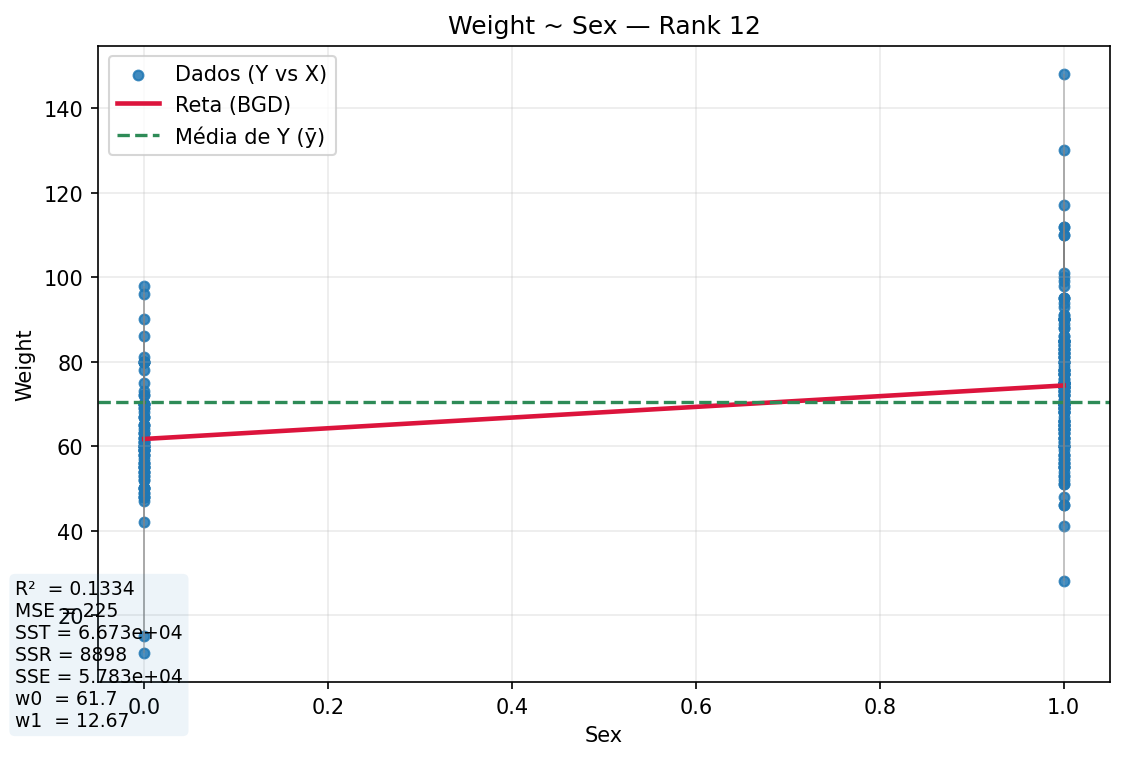 Weight ~ Sex — Rank 12
Dados (Y vs X)
Reta (BGD)
Média de Y (ȳ)
Weight
140
120
100
80
60
40
20
R² = 0.1334
MSE = 225
SST = 6.673e+04
SSR = 8898
SSE = 5.783e+04
w0 = 61.7
w1 = 12.67
0.0
0.2
0.4
0.6
0.8
1.0
Sex